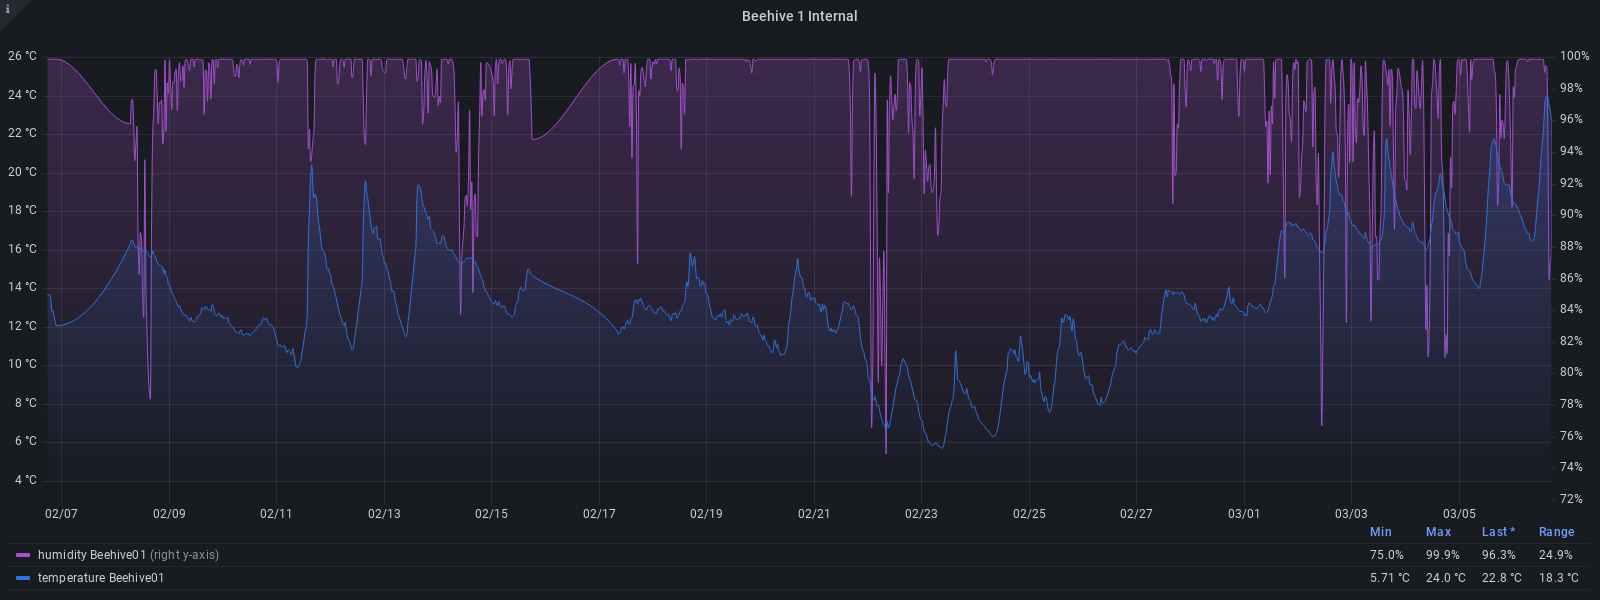 i
Beehive 1 Internal
26 °C
24 °C
22 °C
20 °C
18 °C
16 °C
14 °C
12 °C
10 °C
8 °C
6 °C
4 °C
100%
98%
96%
94%
92%
90%
88%
86%
84%
82%
80%
78%
76%
74%
72%
02/07 02/09 02/11 02/13 02/15 02/17 02/19 02/21 02/23 02/25 02/27 03/01 03/03 03/05
Min Max Last * Range
humidity Beehive01 (right y-axis) 75.0% 99.9% 96.3% 24.9%
temperature Beehive01 5.71 °C 24.0 °C 22.8 °C 18.3 °C